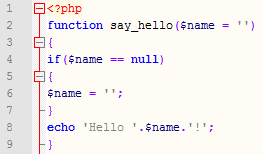 1 <?php
2 function say_hello($name = '')
3 {
4 if($name == null)
5 {
6 $name = '';
7 }
8 echo 'Hello '.$name.'!';
9 }